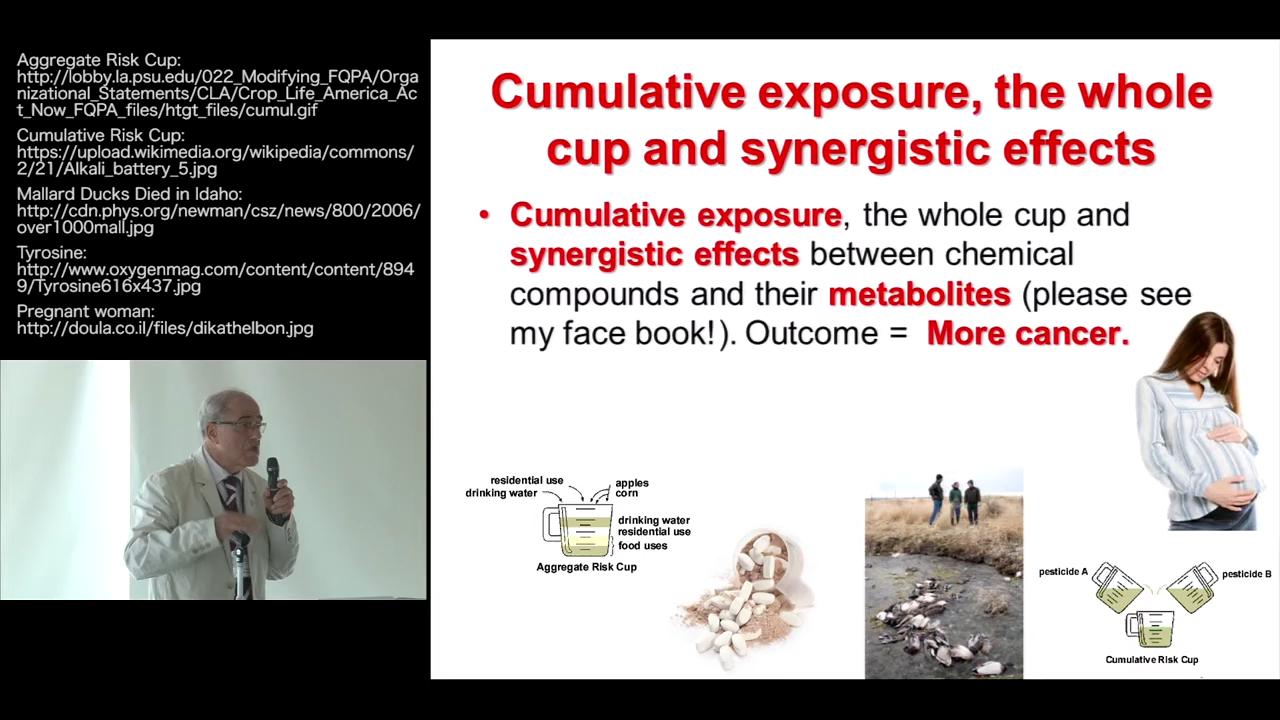 Aggregate Risk Cup:
http://lobby.la.psu.edu/022_Modifying_FQPA/Orga
nizational_Statements/CLA/Crop_Life_America_Ac
t_Now_FQPA_files/htgt_files/cumul.gif
Cumulative Risk Cup:
https://upload.wikimedia.org/wikipedia/commons/
2/21/Alkali_battery_5.jpg
Mallard Ducks Died in Idaho:
http://cdn.phys.org/newman/csz/news/800/2006/
over1000mall.jpg
Tyrosine:
http://www.oxygenmag.com/content/content/894
9/Tyrosine616x437.jpg
Pregnant woman:
http://doula.co.il/files/dikathelbon.jpg
Cumulative exposure, the whole
cup and synergistic effects
• Cumulative exposure, the whole cup and
synergistic effects between chemical
compounds and their metabolites (please see
my face book!). Outcome = More cancer.
residential use
drinking water
apples
corn
drinking water
residential use
food uses
Aggregate Risk Cup
pesticide A
pesticide B
Cumulative Risk Cup